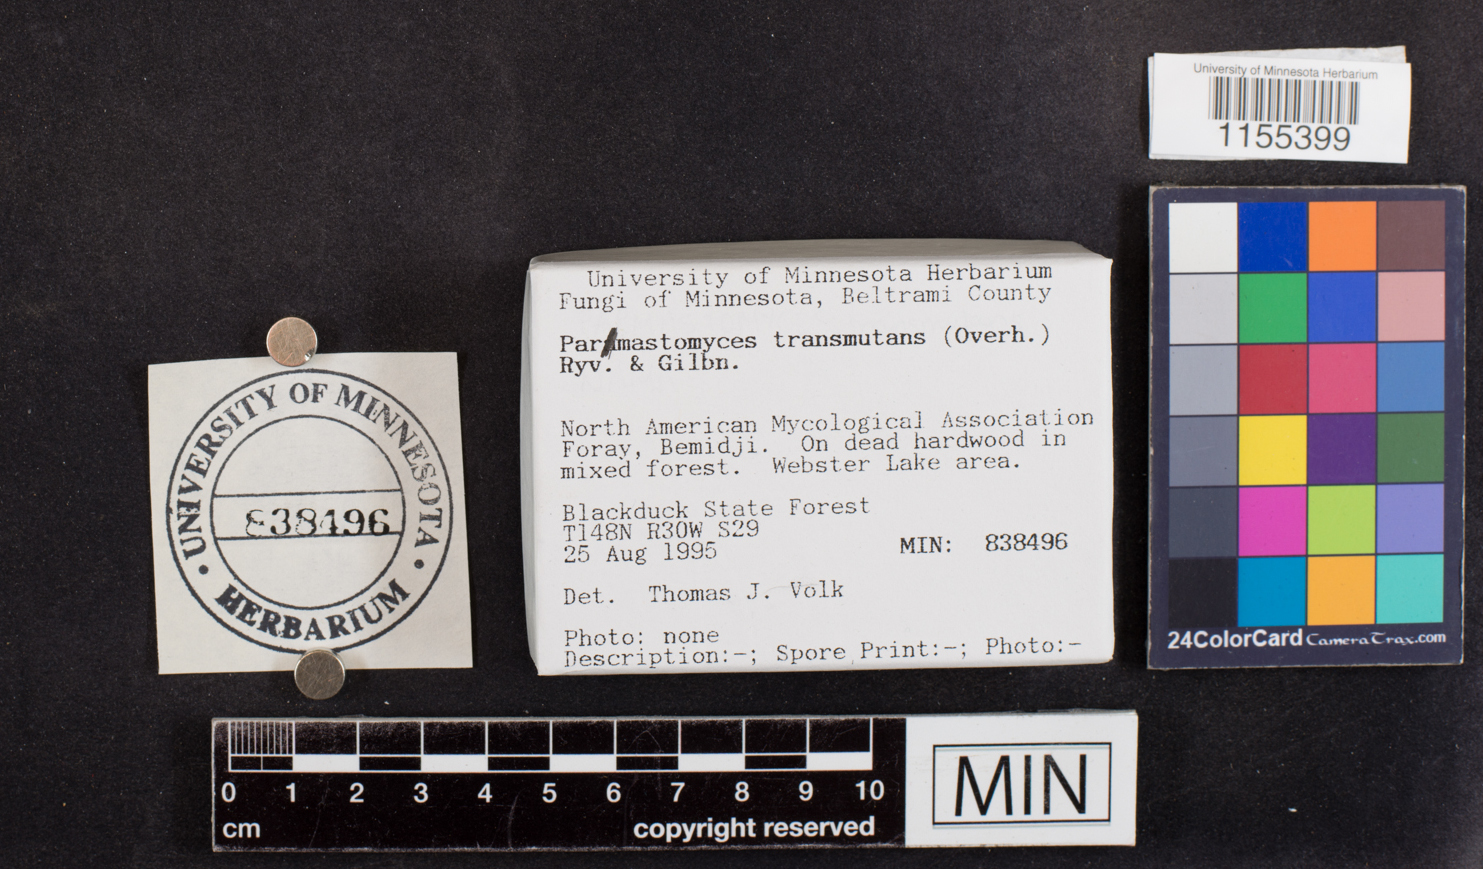 University of Minnesota Herbarium
1155399
University of Minnesota Herbarium
Fungi of Minnesota, Beltrami County
Parmastomyces transmutans (Overh.)
Ryv. & Gilbn.
North American Mycological Association
Foray, Bemidji. On dead hardwood in
mixed forest. Webster Lake area.
Blackduck State Forest
T148N R30W S29
25 Aug 1995 MIN: 838496
Det. Thomas J. Volk
Photo: none
Description:-; Spore Print:-; Photo:-
UNIVERSITY OF MINNESOTA
838496
• HERBARIUM •
24ColorCard CameraTrax.com
0 1 2 3 4 5 6 7 8 9 10
cm copyright reserved
MIN